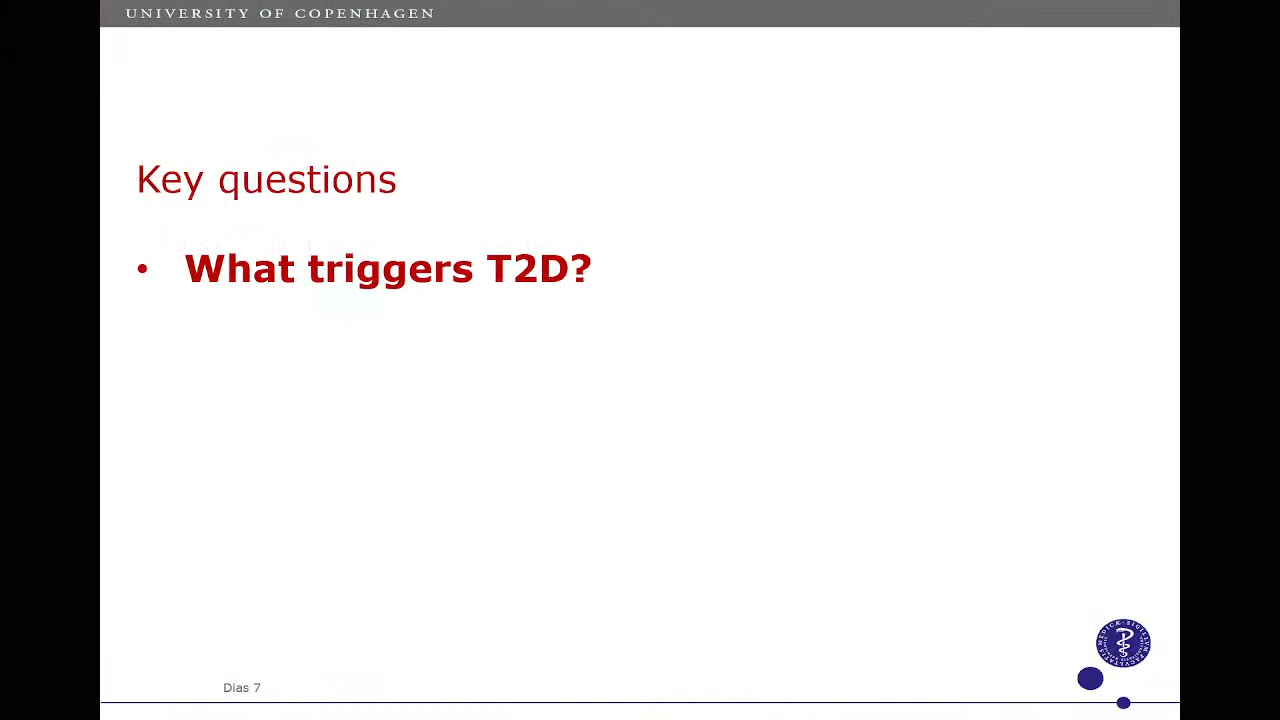 UNIVERSITY OF COPENHAGEN
Key questions
• What triggers T2D?
Dias 7